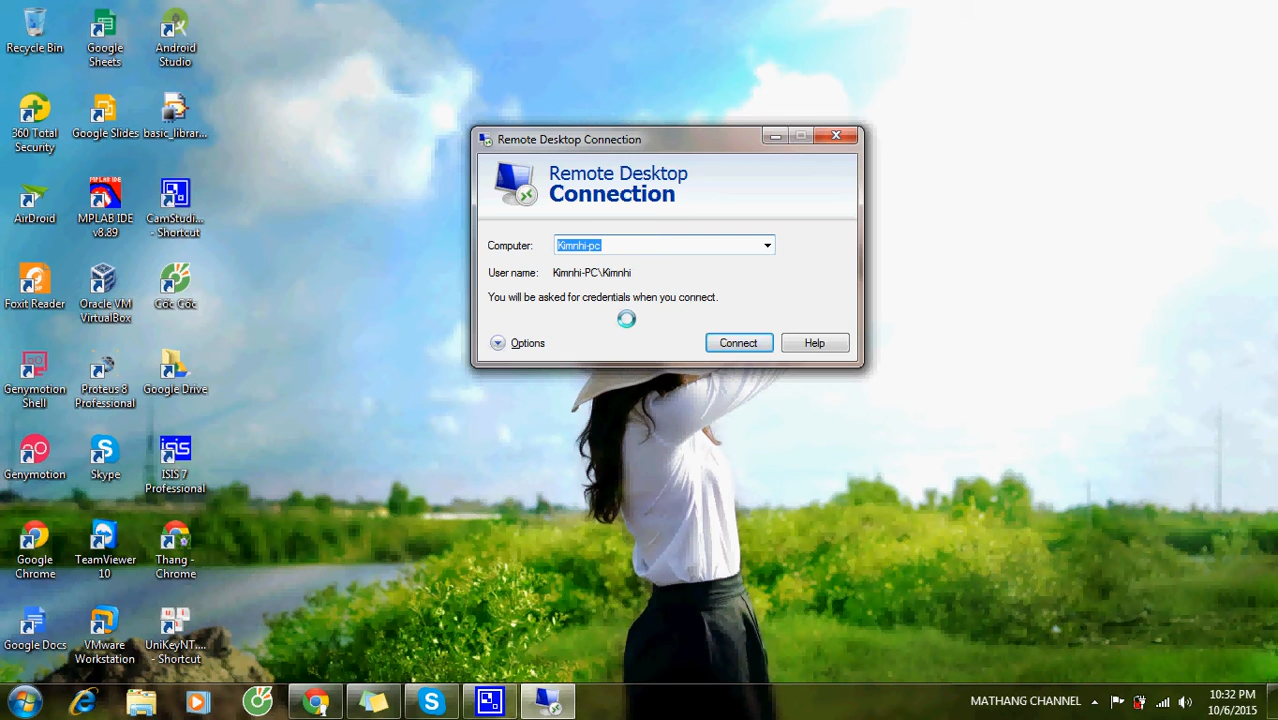 Recycle Bin
Google
Sheets
Android
Studio
360 Total
Security
Google Slides
basic_librar...
AirDroid
MPLAB IDE
v8.89
CamStudi...
- Shortcut
Foxit Reader
Oracle VM
VirtualBox
Cốc Cốc
Genymotion
Shell
Proteus 8
Professional
Google Drive
Genymotion
Skype
ISIS 7
Professional
Google
Chrome
TeamViewer
10
Thang -
Chrome
Google Docs
VMware
Workstation
UniKeyNT....
- Shortcut
Remote Desktop Connection
Remote Desktop
Connection
Computer: Kimnhi-pc
User name: Kimnhi-PC\Kimnhi
You will be asked for credentials when you connect.
Options
Connect
Help
MATHANG CHANNEL
10:32 PM
10/6/2015